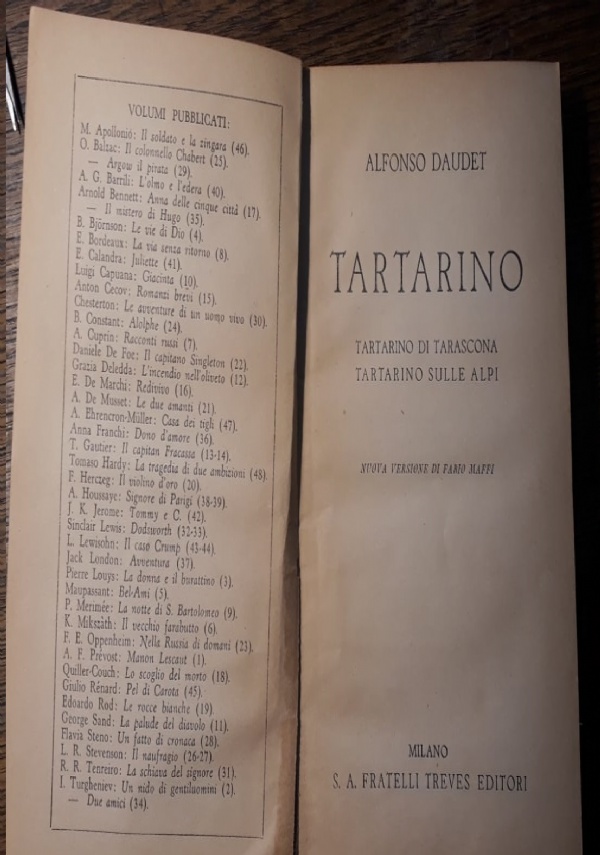 VOLUMI PUBBLICATI:
M. Apollonio: Il soldato e la zingara (46).
O. Balzac: Il colonnello Chabert (25).
— Argow il pirata (29).
A. G. Barrili: L'olmo e l'edera (40).
Arnold Bennett: Anna delle cinque città (17).
— Il mistero di Hugo (35).
B. Björnson: Le vie di Dio (4).
E. Bordeaux: La via senza ritorno (8).
E. Calandra: Juliette (41).
Luigi Capuana: Giacinta (10).
Anton Cecov: Romanzi brevi (15).
Chesterton: Le avventure di un uomo vivo (30).
B. Constant: Alolphe (24).
A. Cuprin: Racconti russi (7).
Daniele De Foe: Il capitano Singleton (22).
Grazia Deledda: L'incendio nell'oliveto (12).
E. De Marchi: Redivivo (16).
A. De Musset: Le due amanti (21).
A. Ehrencron-Müller: Casa dei tigli (47).
Anna Franchi: Dono d'amore (36).
T. Gautier: Il capitan Fracassa (13-14).
Tomaso Hardy: La tragedia di due ambizioni (48).
F. Herczeg: Il violino d'oro (20).
A. Houssaye: Signore di Parigi (38-39).
J. K. Jerome: Tommy e C. (42).
Sinclair Lewis: Dodsworth (32-33).
L. Lewisohn: Il caso Crump (43-44).
Jack London: Avventura (37).
Pierre Louys: La donna e il burattino (3).
Maupassant: Bel-Ami (5).
P. Merimée: La notte di S. Bartolomeo (9).
K. Mikszàth: Il vecchio farabutto (6).
F. E. Oppenheim: Nella Russia di domani (23).
A. F. Prévost: Manon Lescaut (1).
Quiller-Couch: Lo scoglio del morto (18).
Giulio Rénard: Pel di Carota (45).
Edoardo Rod: Le rocce bianche (19).
George Sand: La palude del diavolo (11).
Flavia Steno: Un fatto di cronaca (28).
L. R. Stevenson: Il naufragio (26-27).
R. R. Tenreiro: La schiava del signore (31).
I. Turgheniev: Un nido di gentiluomini (2).
— Due amici (34).
ALFONSO DAUDET
TARTARINO
TARTARINO DI TARASCONA
TARTARINO SULLE ALPI
NUOVA VERSIONE DI FABIO MAFFI
MILANO
S. A. FRATELLI TREVES EDITORI